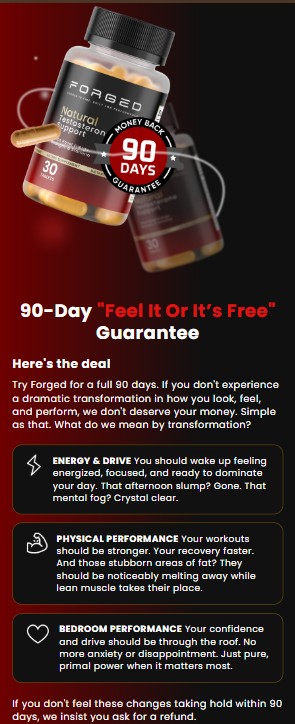 FORGED
Natural
Testosteron
Support
30
MONEY BACK
90
DAYS
GUARANTEE
30
90-Day "Feel It Or It’s Free"
Guarantee
Here's the deal
Try Forged for a full 90 days. If you don't experience
a dramatic transformation in how you look, feel,
and perform, we don't deserve your money. Simple
as that. What do we mean by transformation?
ENERGY & DRIVE You should wake up feeling
energized, focused, and ready to dominate
your day. That afternoon slump? Gone. That
mental fog? Crystal clear.
PHYSICAL PERFORMANCE Your workouts
should be stronger. Your recovery faster.
And those stubborn areas of fat? They
should be noticeably melting away while
lean muscle takes their place.
BEDROOM PERFORMANCE Your confidence
and drive should be through the roof. No
more anxiety or disappointment. Just pure,
primal power when it matters most.
If you don't feel these changes taking hold within 90
days, we insist you ask for a refund.